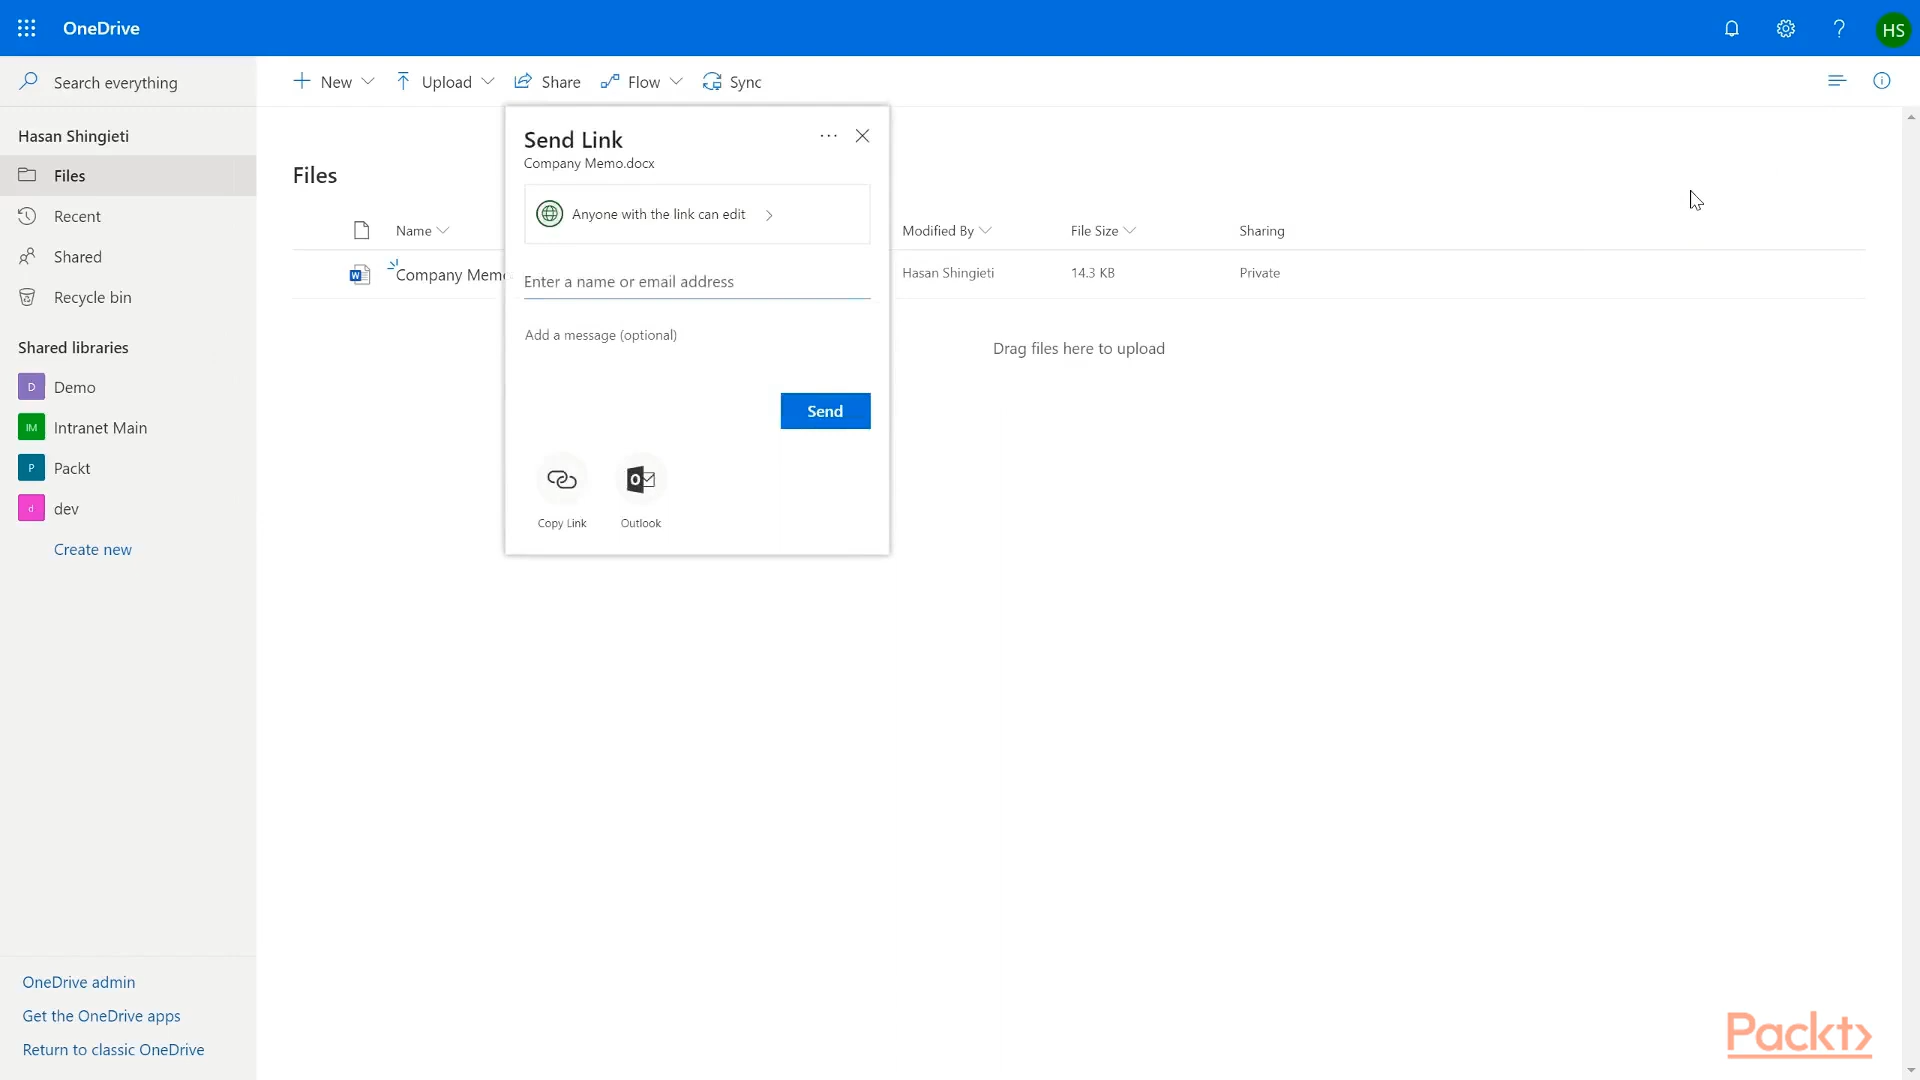 OneDrive
HS
Search everything
New
Upload
Share
Flow
Sync
Hasan Shingieti
Files
Recent
Shared
Recycle bin
Shared libraries
D Demo
IM Intranet Main
P Packt
d dev
Create new
OneDrive admin
Get the OneDrive apps
Return to classic OneDrive
Files
Name
Modified By
File Size
Sharing
W Company Mem
Hasan Shingieti
14.3 KB
Private
Drag files here to upload
Send Link
Company Memo.docx
Anyone with the link can edit
Enter a name or email address
Add a message (optional)
Send
Copy Link
Outlook
Packt